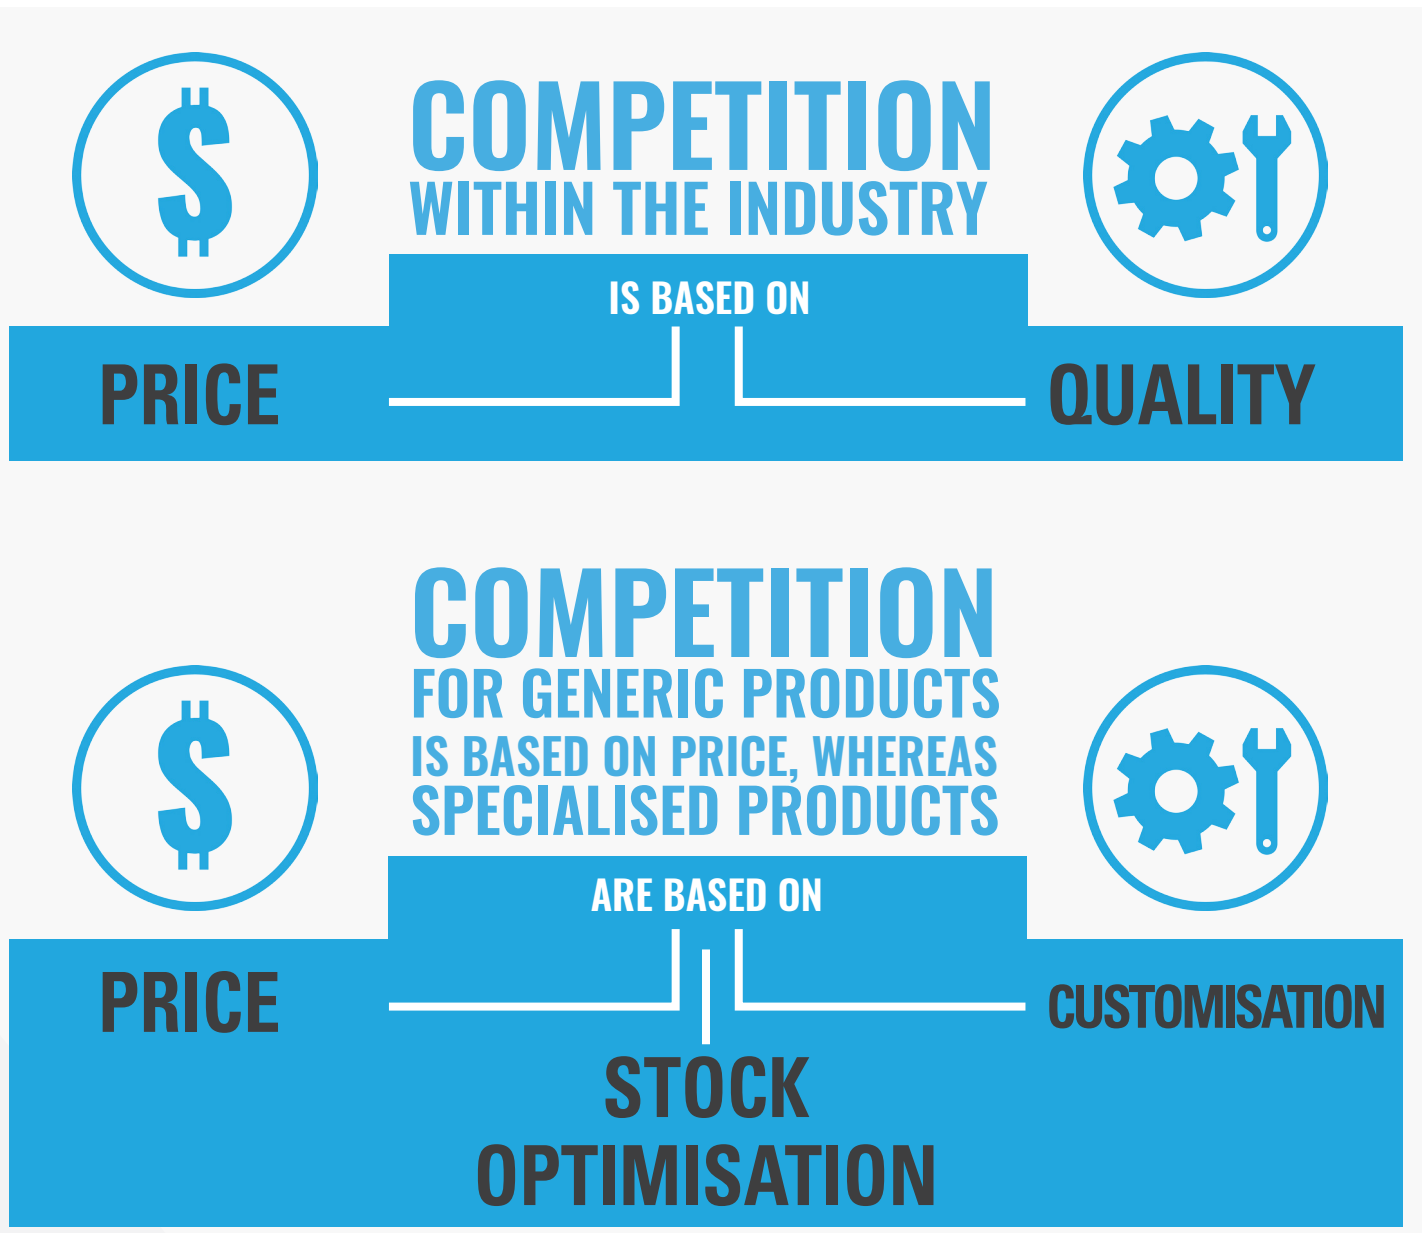 COMPETITION
WITHIN THE INDUSTRY
IS BASED ON
PRICE
QUALITY
COMPETITION
FOR GENERIC PRODUCTS
IS BASED ON PRICE, WHEREAS
SPECIALISED PRODUCTS
ARE BASED ON
PRICE
CUSTOMISATION
STOCK
OPTIMISATION